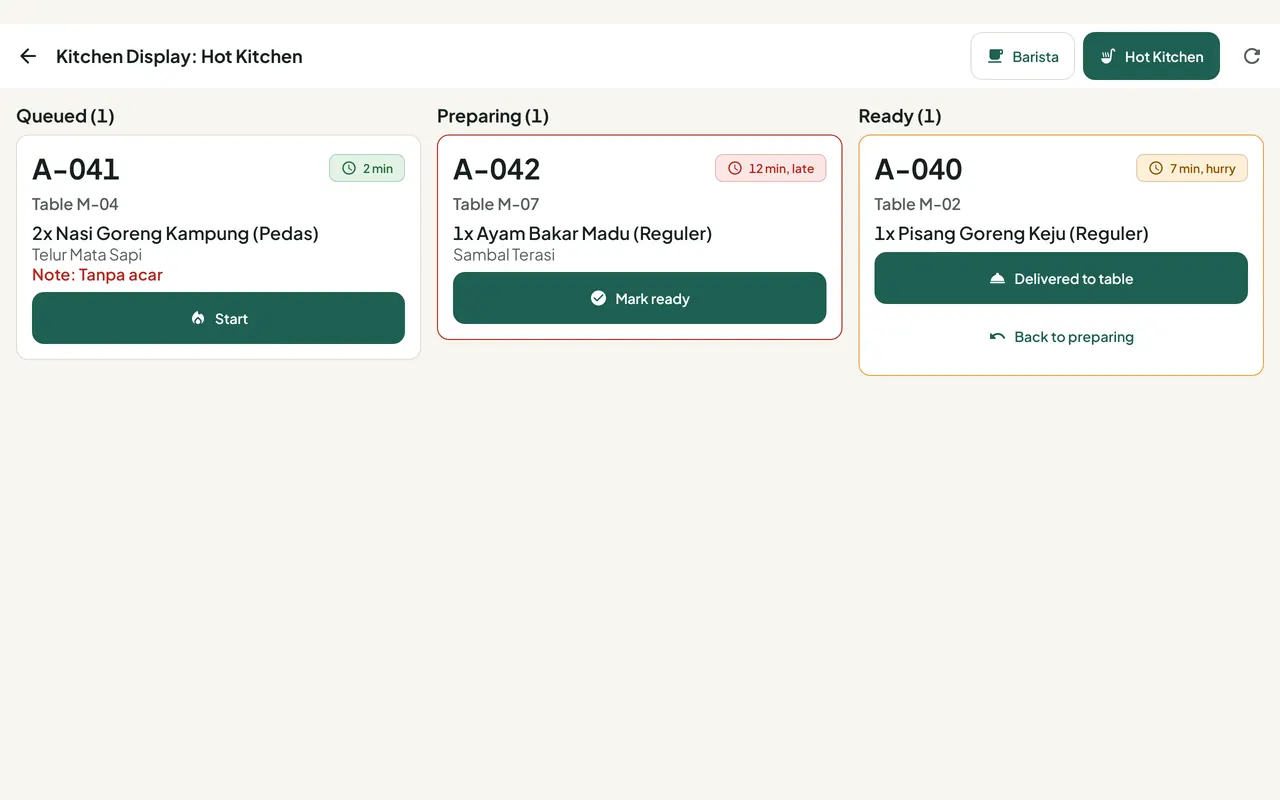 Kitchen Display: Hot Kitchen
Barista
Hot Kitchen
Queued (1)
A-041
2 min
Table M-04
2x Nasi Goreng Kampung (Pedas)
Telur Mata Sapi
Note: Tanpa acar
Start
Preparing (1)
A-042
12 min, late
Table M-07
1x Ayam Bakar Madu (Reguler)
Sambal Terasi
Mark ready
Ready (1)
A-040
7 min, hurry
Table M-02
1x Pisang Goreng Keju (Reguler)
Delivered to table
Back to preparing